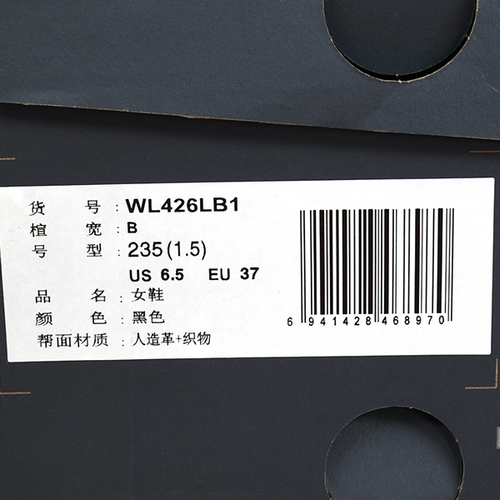 货 号 : WL426LB1
楦 宽 : B
号 型 : 235(1.5)
US 6.5 EU 37
品 名 : 女鞋
颜 色 : 黑色
帮面材质 : 人造革+织物
6 941428 468970